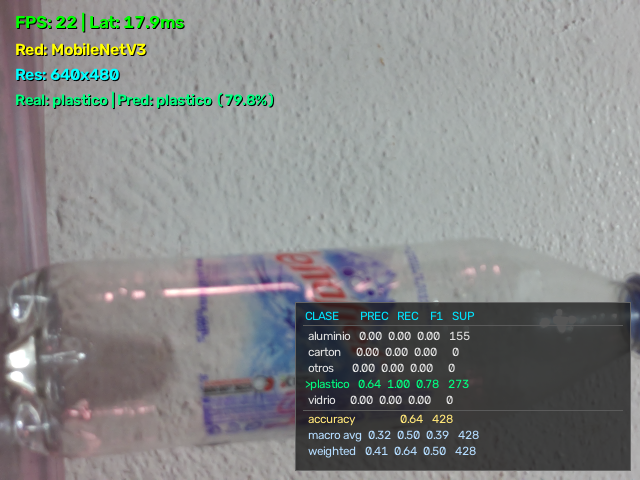 FPS: 22 | Lat: 17.9ms
Red: MobileNetV3
Res: 640x480
Real: plastico | Pred: plastico (79.8%)
CLASE PREC REC F1 SUP
aluminio 0.00 0.00 0.00 155
carton 0.00 0.00 0.00 0
otros 0.00 0.00 0.00 0
>plastico 0.64 1.00 0.78 273
vidrio 0.00 0.00 0.00 0
accuracy 0.64 428
macro avg 0.32 0.50 0.39 428
weighted 0.41 0.64 0.50 428